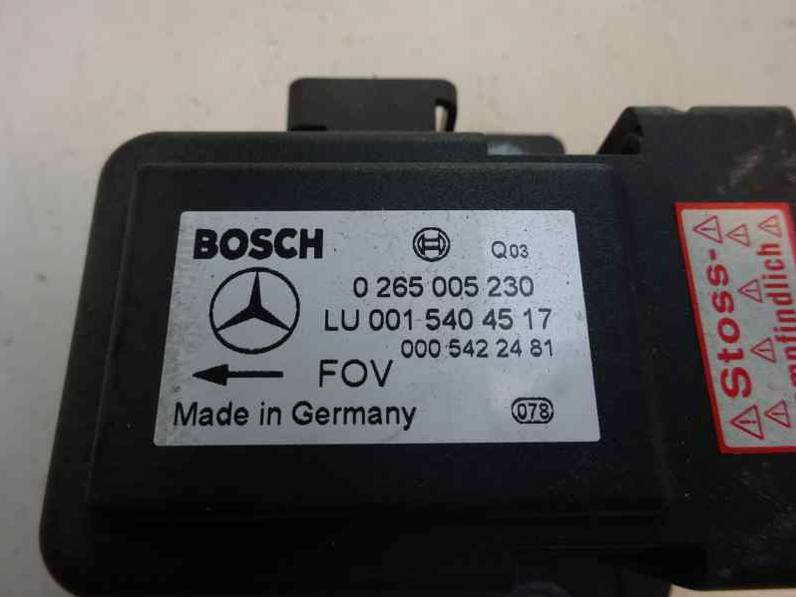 BOSCH
Q03
0 265 005 230
LU 001 540 45 17
000 542 24 81
FOV
Made in Germany
078
Stoss-
empfindlich